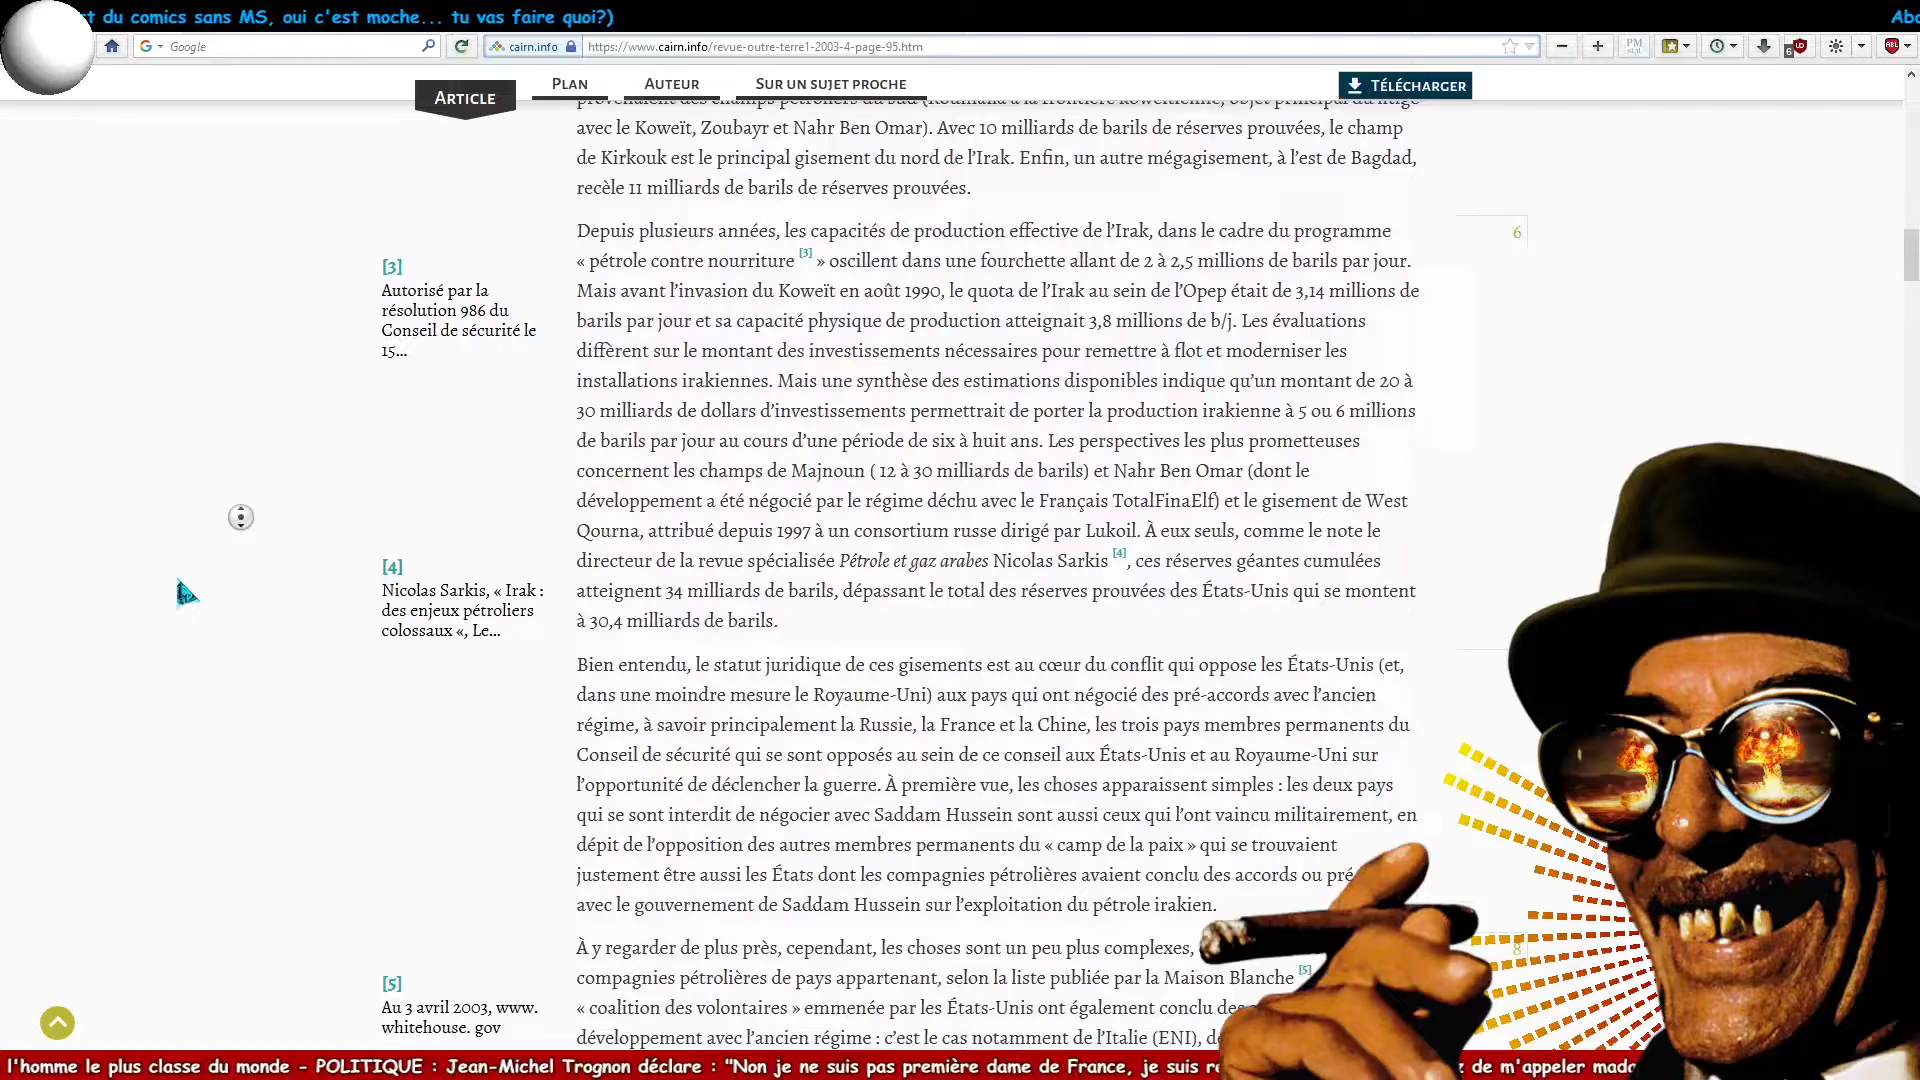 t du comics sans MS, oui c'est moche... tu vas faire quoi?)
Abo
Google
cairn.info
https://www.cairn.info/revue-outre-terre1-2003-4-page-95.htm
PM
ABL
6
ARTICLE
PLAN
AUTEUR
SUR UN SUJET PROCHE
TÉLÉCHARGER
provenaient des champs pétroliers du sud (Roumaila à la frontière koweïtienne, objet principal du litige
avec le Koweït, Zoubayr et Nahr Ben Omar). Avec 10 milliards de barils de réserves prouvées, le champ
de Kirkouk est le principal gisement du nord de l'Irak. Enfin, un autre mégagisement, à l'est de Bagdad,
recèle 11 milliards de barils de réserves prouvées.
Depuis plusieurs années, les capacités de production effective de l'Irak, dans le cadre du programme
« pétrole contre nourriture [3] » oscillent dans une fourchette allant de 2 à 2,5 millions de barils par jour.
Mais avant l'invasion du Koweït en août 1990, le quota de l'Irak au sein de l'Opep était de 3,14 millions de
barils par jour et sa capacité physique de production atteignait 3,8 millions de b/j. Les évaluations
diffèrent sur le montant des investissements nécessaires pour remettre à flot et moderniser les
installations irakiennes. Mais une synthèse des estimations disponibles indique qu'un montant de 20 à
30 milliards de dollars d'investissements permettrait de porter la production irakienne à 5 ou 6 millions
de barils par jour au cours d'une période de six à huit ans. Les perspectives les plus prometteuses
concernent les champs de Majnoun ( 12 à 30 milliards de barils) et Nahr Ben Omar (dont le
développement a été négocié par le régime déchu avec le Français TotalFinaElf) et le gisement de West
Qourna, attribué depuis 1997 à un consortium russe dirigé par Lukoil. À eux seuls, comme le note le
directeur de la revue spécialisée Pétrole et gaz arabes Nicolas Sarkis [4], ces réserves géantes cumulées
atteignent 34 milliards de barils, dépassant le total des réserves prouvées des États-Unis qui se montent
à 30,4 milliards de barils.
6
[3]
Autorisé par la
résolution 986 du
Conseil de sécurité le
15...
[4]
Nicolas Sarkis, « Irak :
des enjeux pétroliers
colossaux «, Le...
Bien entendu, le statut juridique de ces gisements est au cœur du conflit qui oppose les États-Unis (et,
dans une moindre mesure le Royaume-Uni) aux pays qui ont négocié des pré-accords avec l'ancien
régime, à savoir principalement la Russie, la France et la Chine, les trois pays membres permanents du
Conseil de sécurité qui se sont opposés au sein de ce conseil aux États-Unis et au Royaume-Uni sur
l'opportunité de déclencher la guerre. À première vue, les choses apparaissent simples : les deux pays
qui se sont interdit de négocier avec Saddam Hussein sont aussi ceux qui l'ont vaincu militairement, en
dépit de l'opposition des autres membres permanents du « camp de la paix » qui se trouvaient
justement être aussi les États dont les compagnies pétrolières avaient conclu des accords ou pré
avec le gouvernement de Saddam Hussein sur l'exploitation du pétrole irakien.
À y regarder de plus près, cependant, les choses sont un peu plus complexes,
compagnies pétrolières de pays appartenant, selon la liste publiée par la Maison Blanche [5]
« coalition des volontaires » emmenée par les États-Unis ont également conclu des
développement avec l'ancien régime : c'est le cas notamment de l'Italie (ENI), de
8
[5]
Au 3 avril 2003, www.
whitehouse. gov
l'homme le plus classe du monde - POLITIQUE : Jean-Michel Trognon déclare : "Non je ne suis pas première dame de France, je suis re
z de m'appeler mada